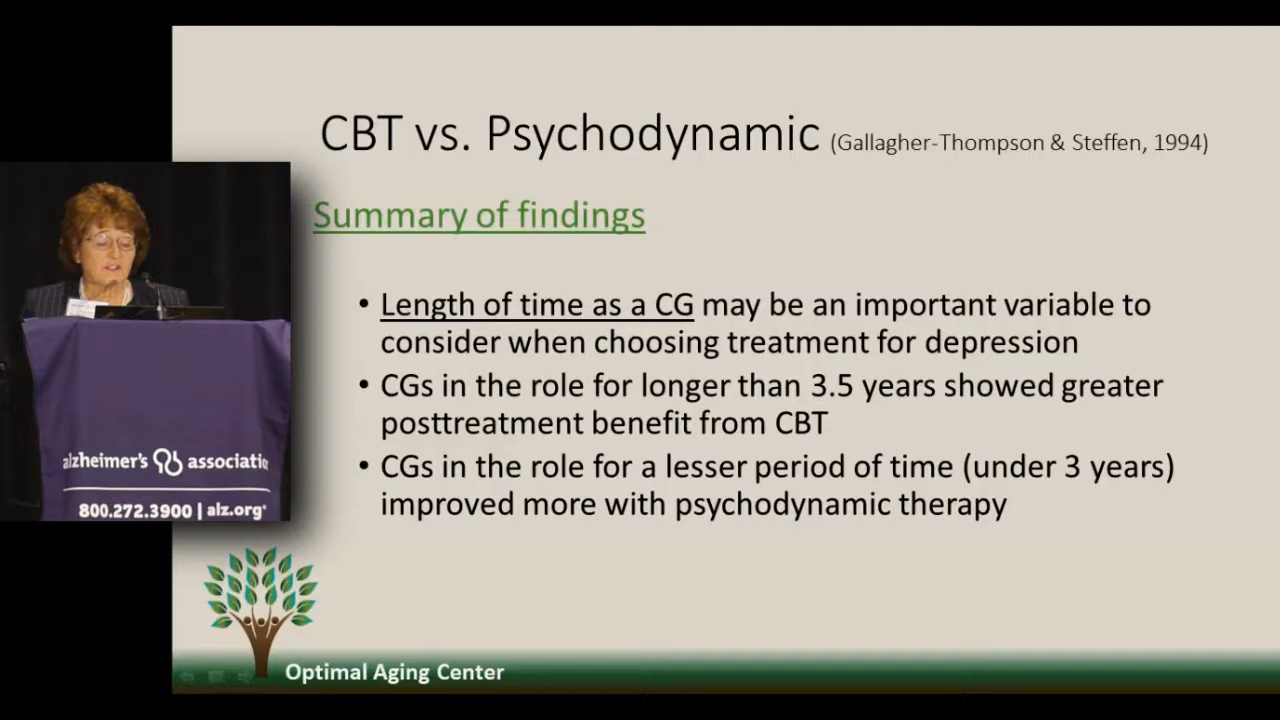 CBT vs. Psychodynamic (Gallagher-Thompson & Steffen, 1994)
Summary of findings
• Length of time as a CG may be an important variable to
consider when choosing treatment for depression
• CGs in the role for longer than 3.5 years showed greater
posttreatment benefit from CBT
• CGs in the role for a lesser period of time (under 3 years)
improved more with psychodynamic therapy
alzheimer's associatio
800.272.3900 | alz.org®
Optimal Aging Center